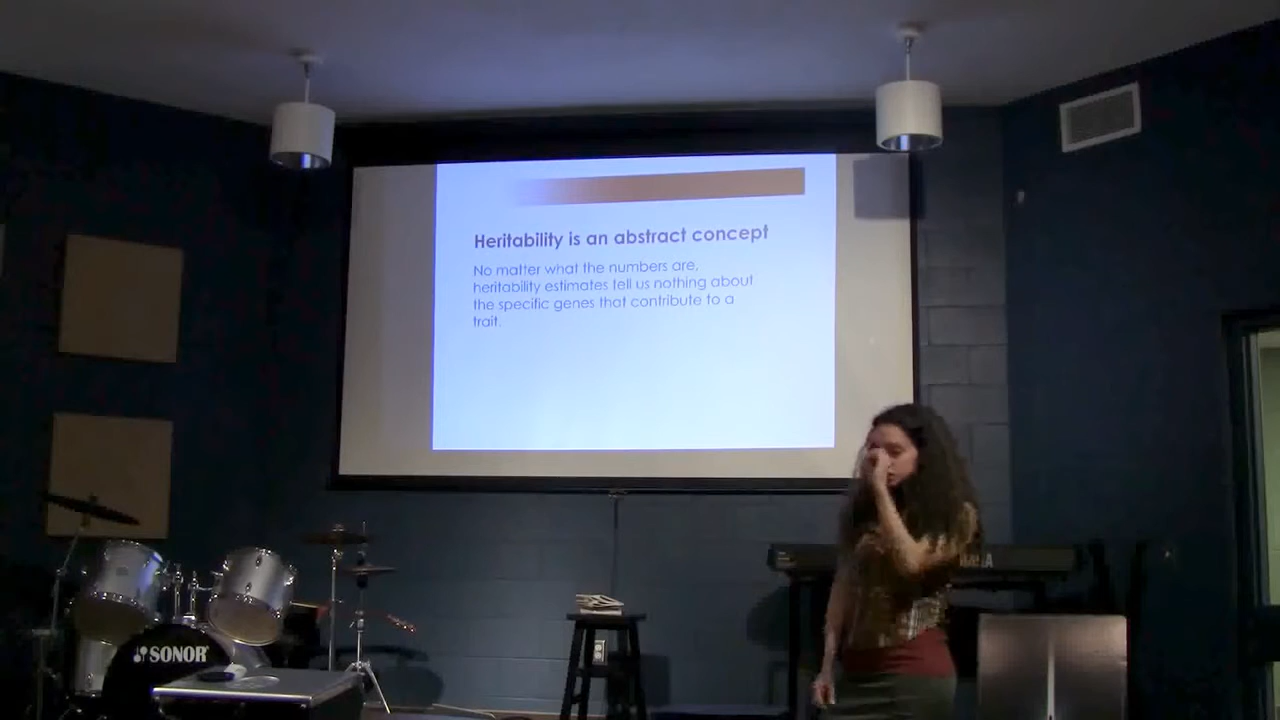 Heritability is an abstract concept
No matter what the numbers are,
heritability estimates tell us nothing about
the specific genes that contribute to a
trait.
SONOR